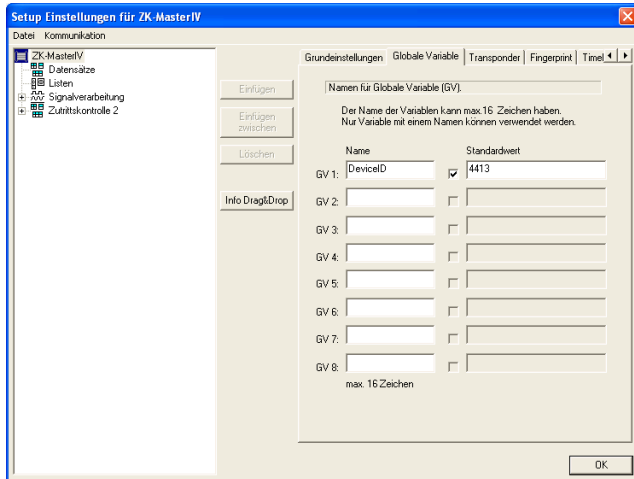 Setup Einstellungen für ZK-MasterIV
Datei Kommunikation
ZK-MasterIV
Datensätze
Listen
Signalverarbeitung
Zutrittskontrolle 2
Einfügen
Einfügen
zwischen
Löschen
Info Drag&Drop
Grundeinstellungen Globale Variable Transponder Fingerprint Timel
Namen für Globale Variable (GV).
Der Name der Variablen kann max.16 Zeichen haben.
Nur Variable mit einem Namen können verwendet werden.
Name Standardwert
GV 1: DeviceID 4413
GV 2:
GV 3:
GV 4:
GV 5:
GV 6:
GV 7:
GV 8:
max. 16 Zeichen
OK